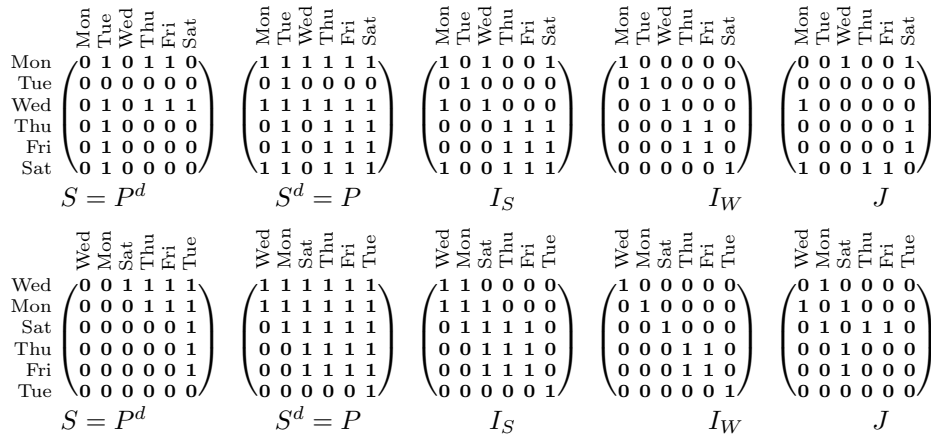 Mon Tue Wed Thu Fri Sat Mon Tue Wed Thu Fri Sat Mon Tue Wed Thu Fri Sat Mon Tue Wed Thu Fri Sat Mon Tue Wed Thu Fri Sat
Mon 0 1 0 1 1 0 1 1 1 1 1 1 1 0 1 0 0 1 1 0 0 0 0 0 0 0 1 0 0 1
Tue 0 1 0 0 0 0 0 1 0 0 0 0 0 1 0 0 0 0 0 1 0 0 0 0 0 0 0 0 0 0
Wed 0 1 0 1 1 1 1 1 1 1 1 1 1 0 1 0 0 0 0 0 1 0 0 0 1 0 0 0 0 0
Thu 0 1 0 0 0 0 0 1 0 1 1 1 0 0 0 1 1 1 0 0 0 1 1 0 0 0 0 0 0 1
Fri 0 1 0 0 0 0 0 1 0 1 1 1 0 0 0 1 1 1 0 0 0 1 1 0 0 0 0 0 0 1
Sat 0 1 0 0 0 0 1 1 0 1 1 1 1 0 0 1 1 1 0 0 0 0 0 1 1 0 0 1 1 0
S = P^d S^d = P I_S I_W J
Wed Mon Sat Thu Fri Tue Wed Mon Sat Thu Fri Tue Wed Mon Sat Thu Fri Tue Wed Mon Sat Thu Fri Tue Wed Mon Sat Thu Fri Tue
Wed 0 0 1 1 1 1 1 1 1 1 1 1 1 1 0 0 0 0 1 0 0 0 0 0 0 1 0 0 0 0
Mon 0 0 0 1 1 1 1 1 1 1 1 1 1 1 1 0 0 0 0 1 0 0 0 0 1 0 1 0 0 0
Sat 0 0 0 0 0 1 0 1 1 1 1 1 0 1 1 1 1 0 0 0 1 0 0 0 0 1 0 1 1 0
Thu 0 0 0 0 0 1 0 0 1 1 1 1 0 0 1 1 1 0 0 0 0 1 1 0 0 0 1 0 0 0
Fri 0 0 0 0 0 1 0 0 1 1 1 1 0 0 1 1 1 0 0 0 0 1 1 0 0 0 1 0 0 0
Tue 0 0 0 0 0 0 0 0 0 0 0 1 0 0 0 0 0 1 0 0 0 0 0 1 0 0 0 0 0 0
S = P^d S^d = P I_S I_W J